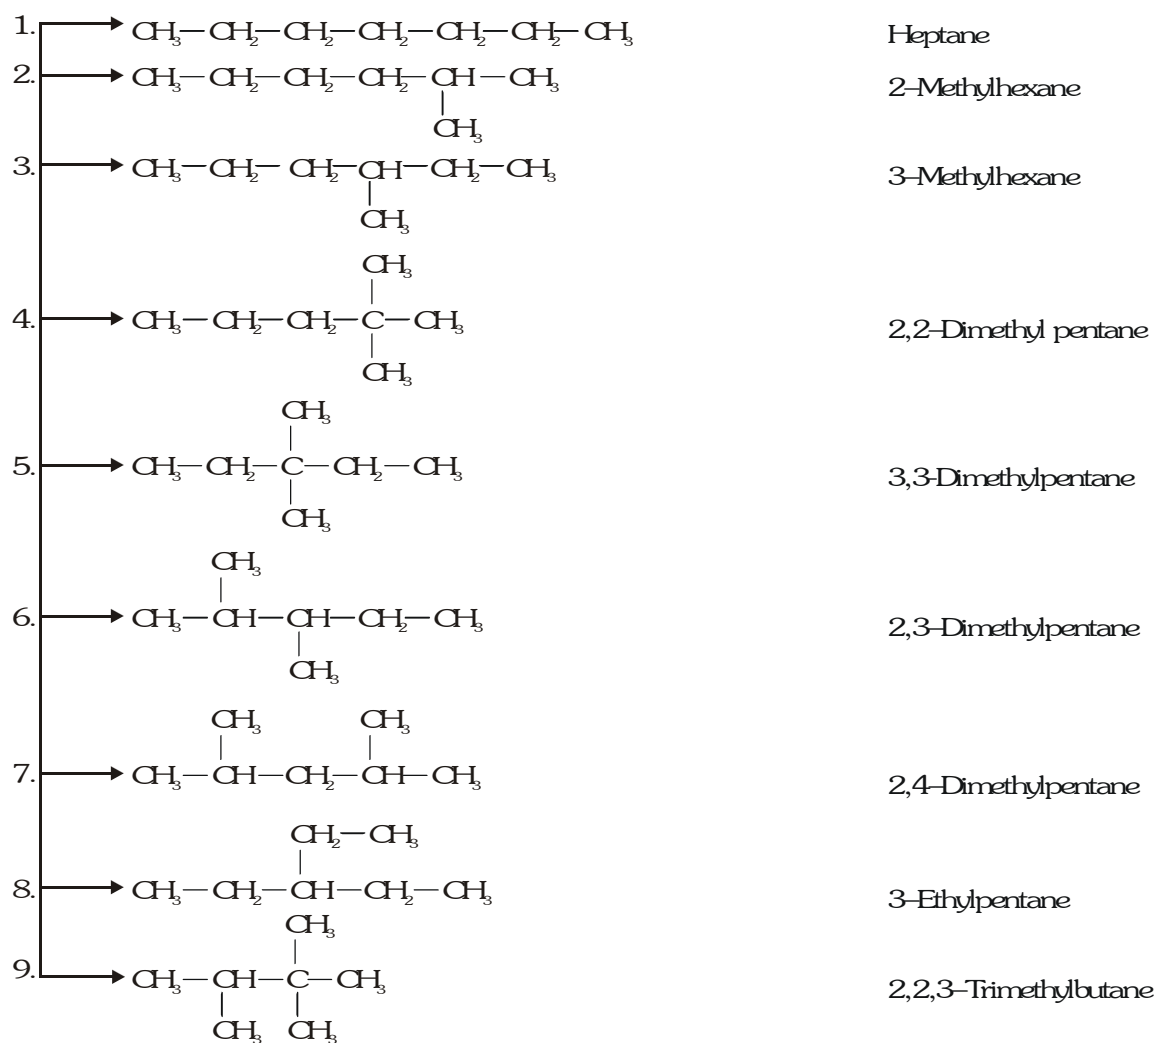 1. CH₃—CH₂—CH₂—CH₂—CH₂—CH₂—CH₃ Heptane
2. CH₃—CH₂—CH₂—CH₂—CH—CH₃ 2–Methylhexane
CH₃
3. CH₃—CH₂—CH₂—CH—CH₂—CH₃ 3–Methylhexane
CH₃
CH₃
4. CH₃—CH₂—CH₂—C—CH₃ 2,2–Dimethyl pentane
CH₃
CH₃
5. CH₃—CH₂—C—CH₂—CH₃ 3,3-Dimethylpentane
CH₃
CH₃
6. CH₃—CH—CH—CH₂—CH₃ 2,3–Dimethylpentane
CH₃
CH₃ CH₃
7. CH₃—CH—CH₂—CH—CH₃ 2,4–Dimethylpentane
CH₂—CH₃
8. CH₃—CH₂—CH—CH₂—CH₃ 3–Ethylpentane
CH₃
9. CH₃—CH—C—CH₃ 2,2,3–Trimethylbutane
CH₃ CH₃